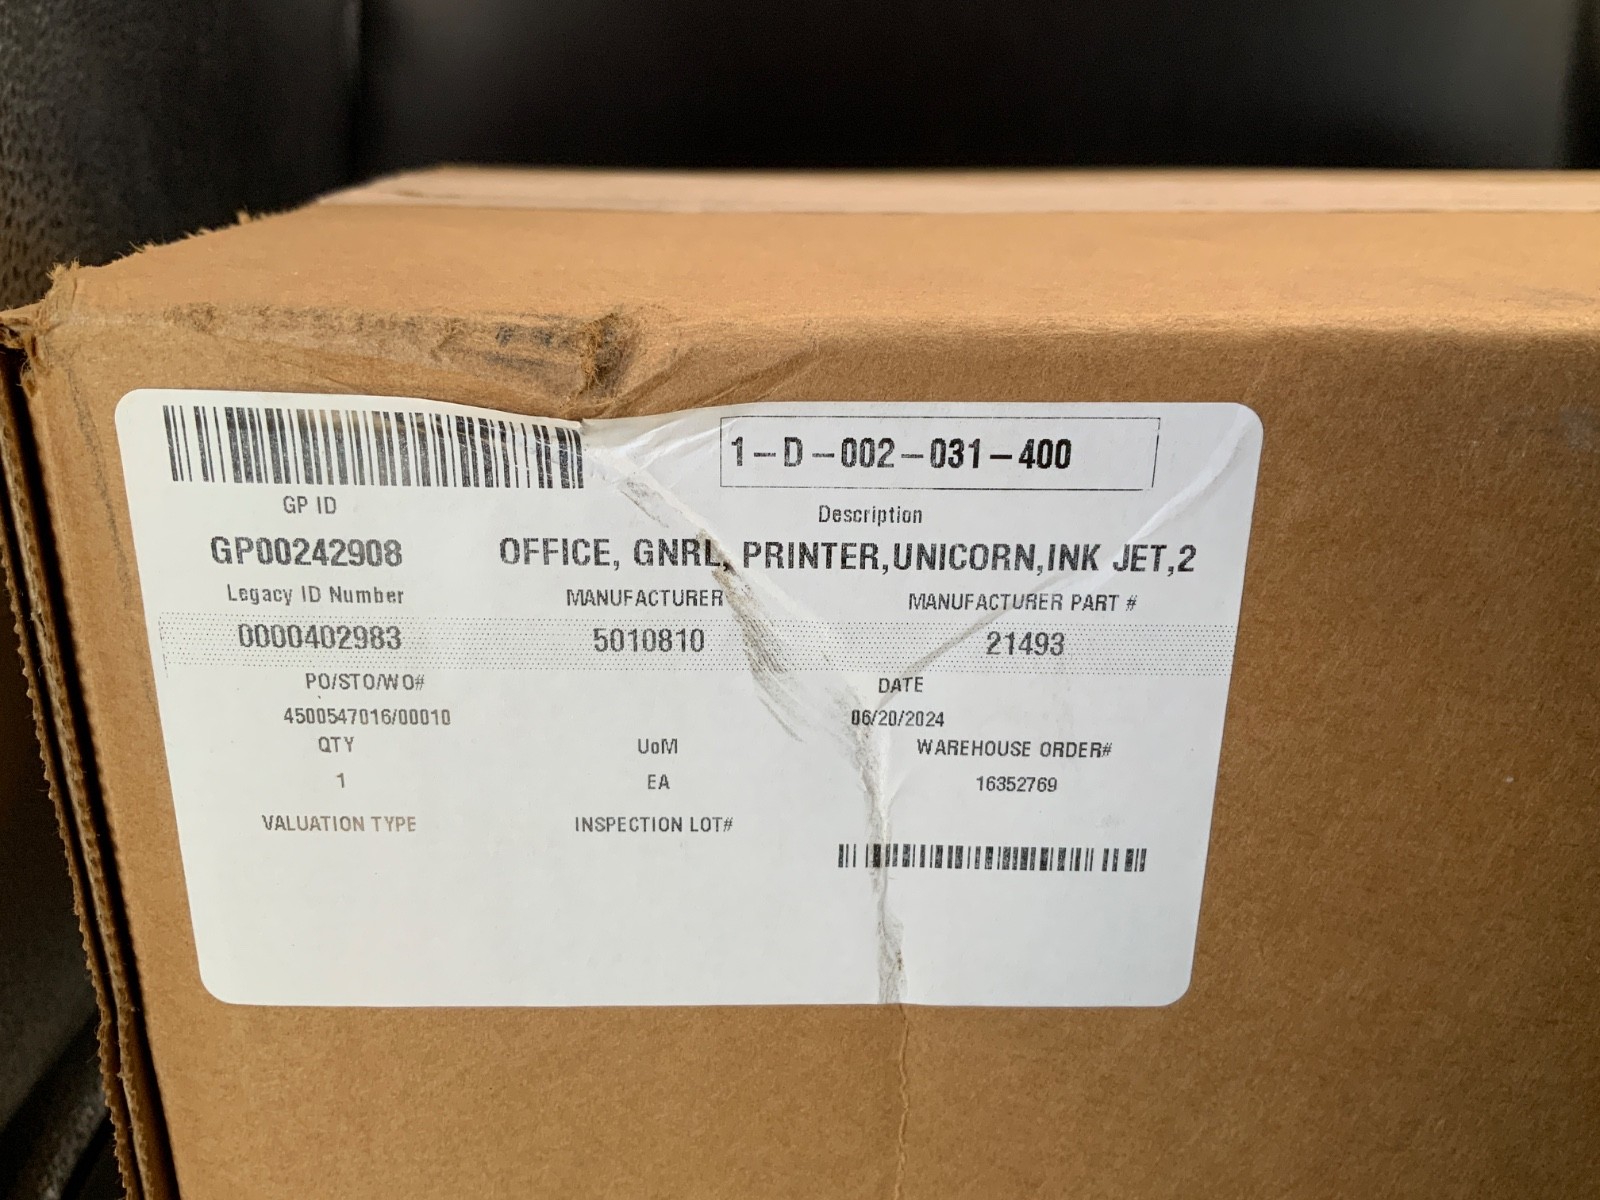 1-D-002-031-400
GP ID
Description
GP00242908
OFFICE, GNRL, PRINTER,UNICORN,INK JET,2
Legacy ID Number
MANUFACTURER
MANUFACTURER PART #
0000402983
5010810
21493
PO/STO/WO#
DATE
4500547016/00010
06/20/2024
QTY
UoM
WAREHOUSE ORDER#
1
EA
16352769
VALUATION TYPE
INSPECTION LOT#